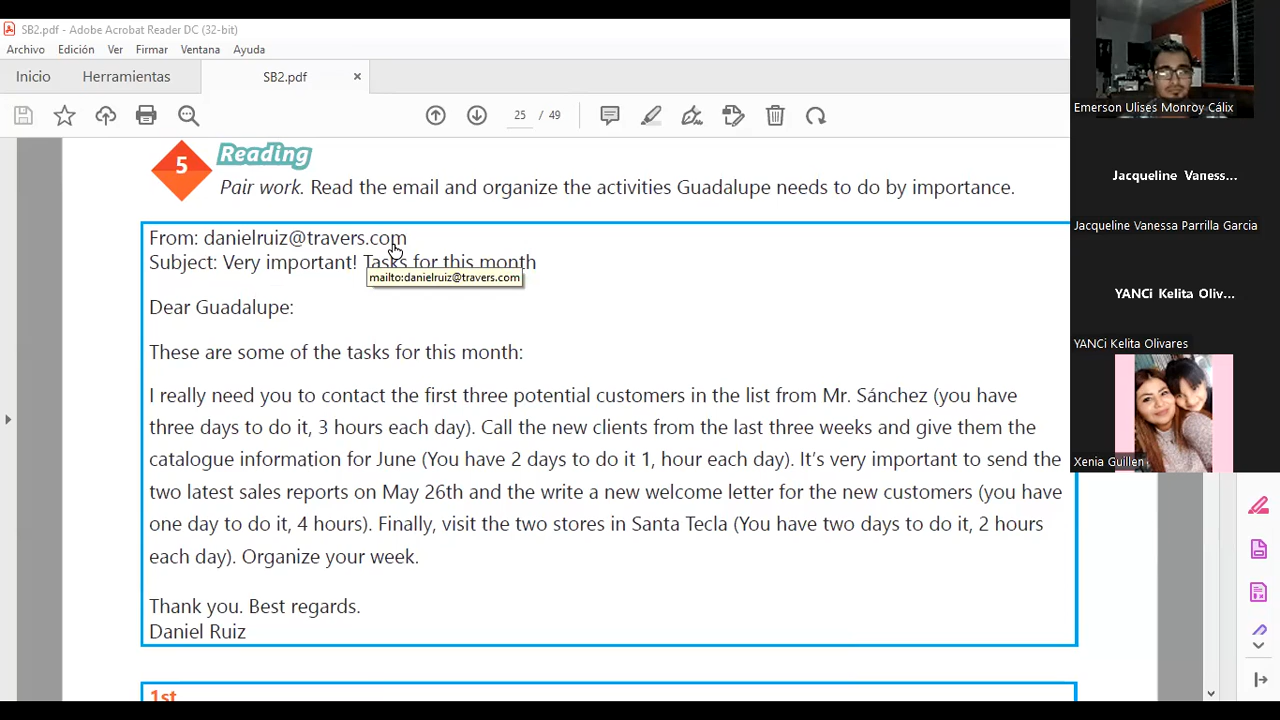 SB2.pdf - Adobe Acrobat Reader DC (32-bit)
Archivo Edición Ver Firmar Ventana Ayuda
Inicio Herramientas SB2.pdf ×
25 / 49
5 Reading
Pair work. Read the email and organize the activities Guadalupe needs to do by importance.
From: danielruiz@travers.com
Subject: Very important! Tasks for this month
mailto:danielruiz@travers.com
Dear Guadalupe:
These are some of the tasks for this month:
I really need you to contact the first three potential customers in the list from Mr. Sánchez (you have
three days to do it, 3 hours each day). Call the new clients from the last three weeks and give them the
catalogue information for June (You have 2 days to do it 1, hour each day). It's very important to send the
two latest sales reports on May 26th and the write a new welcome letter for the new customers (you have
one day to do it, 4 hours). Finally, visit the two stores in Santa Tecla (You have two days to do it, 2 hours
each day). Organize your week.
Thank you. Best regards.
Daniel Ruiz
1st
Emerson Ulises Monroy Cálix
Jacqueline Vaness...
Jacqueline Vanessa Parrilla Garcia
YANCi Kelita Oliv...
YANCi Kelita Olivares
Xenia Guillen